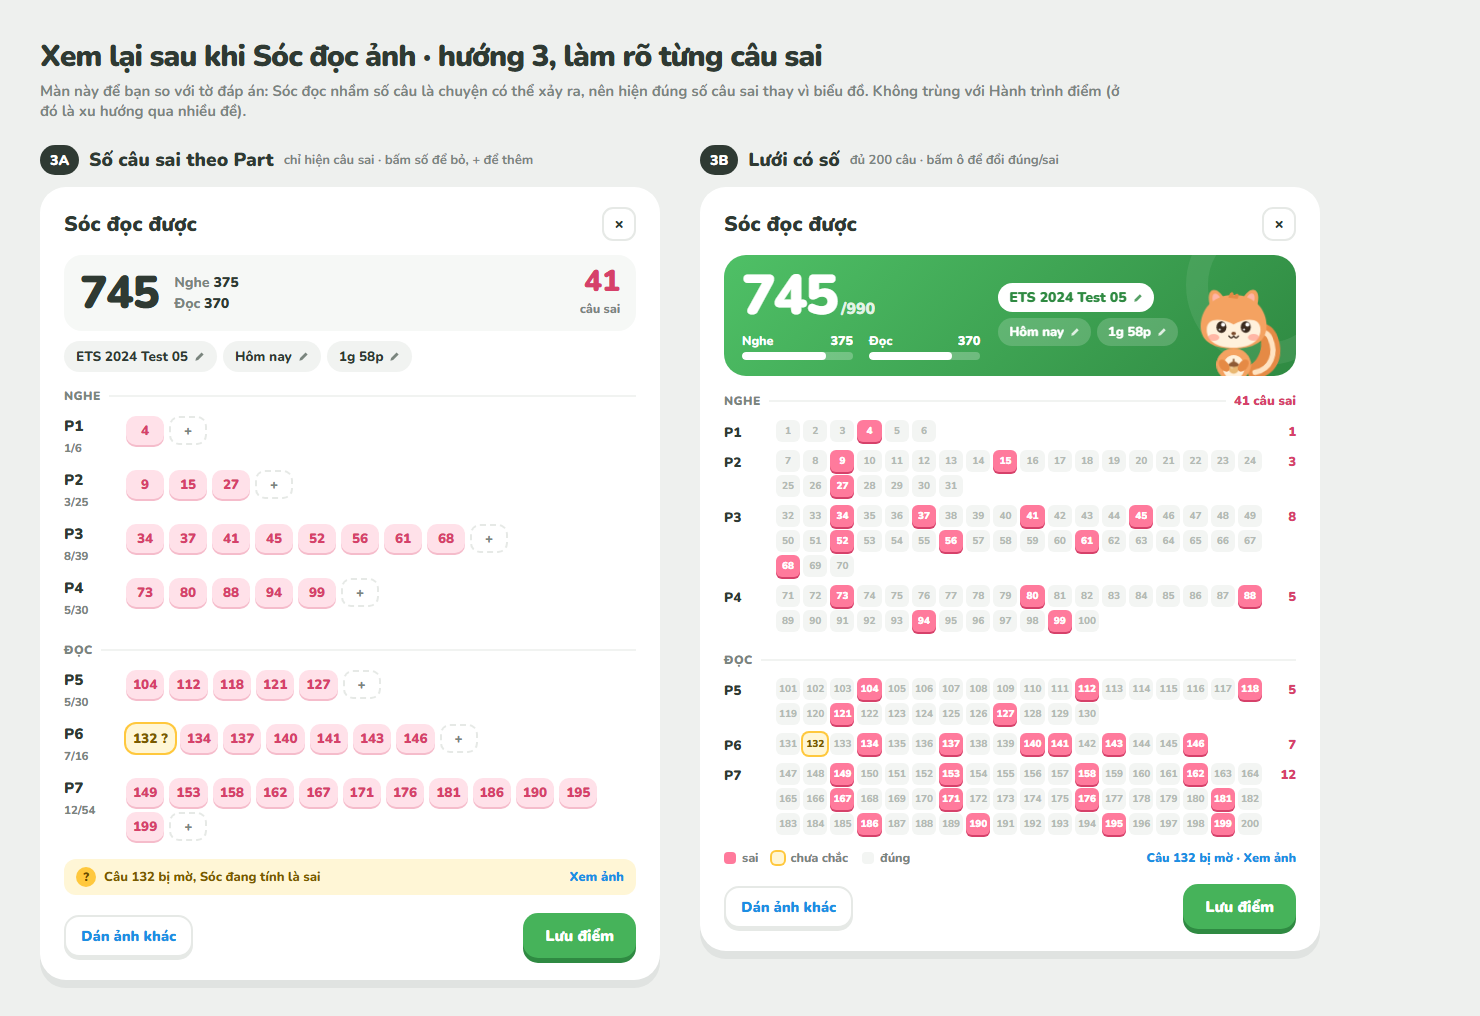 Xem lại sau khi Sóc đọc ảnh · hướng 3, làm rõ từng câu sai
Màn này để bạn so với tờ đáp án: Sóc đọc nhầm số câu là chuyện có thể xảy ra, nên hiện đúng số câu sai thay vì biểu đồ. Không trùng với Hành trình điểm (ở
đó là xu hướng qua nhiều đề).
3A Số câu sai theo Part chỉ hiện câu sai · bấm số để bỏ, + để thêm
Sóc đọc được ×
745 Nghe 375 41
Đọc 370 câu sai
ETS 2024 Test 05 Hôm nay 1g 58p
NGHE
P1 4 +
1/6
P2 9 15 27 +
3/25
P3 34 37 41 45 52 56 61 68 +
8/39
P4 73 80 88 94 99 +
5/30
ĐỌC
P5 104 112 118 121 127 +
5/30
P6 132 ? 134 137 140 141 143 146 +
7/16
P7 149 153 158 162 167 171 176 181 186 190 195
12/54
199 +
? Câu 132 bị mờ, Sóc đang tính là sai Xem ảnh
Dán ảnh khác Lưu điểm
3B Lưới có số đủ 200 câu · bấm ô để đổi đúng/sai
Sóc đọc được ×
745/990 ETS 2024 Test 05
Hôm nay 1g 58p
Nghe 375 Đọc 370
NGHE 41 câu sai
P1 1 2 3 4 5 6 1
P2 7 8 9 10 11 12 13 14 15 16 17 18 19 20 21 22 23 24 3
25 26 27 28 29 30 31
P3 32 33 34 35 36 37 38 39 40 41 42 43 44 45 46 47 48 49 8
50 51 52 53 54 55 56 57 58 59 60 61 62 63 64 65 66 67
68 69 70
P4 71 72 73 74 75 76 77 78 79 80 81 82 83 84 85 86 87 88 5
89 90 91 92 93 94 95 96 97 98 99 100
ĐỌC
P5 101 102 103 104 105 106 107 108 109 110 111 112 113 114 115 116 117 118 5
119 120 121 122 123 124 125 126 127 128 129 130
P6 131 132 133 134 135 136 137 138 139 140 141 142 143 144 145 146 7
P7 147 148 149 150 151 152 153 154 155 156 157 158 159 160 161 162 163 164 12
165 166 167 168 169 170 171 172 173 174 175 176 177 178 179 180 181 182
183 184 185 186 187 188 189 190 191 192 193 194 195 196 197 198 199 200
sai chưa chắc đúng Câu 132 bị mờ · Xem ảnh
Dán ảnh khác Lưu điểm